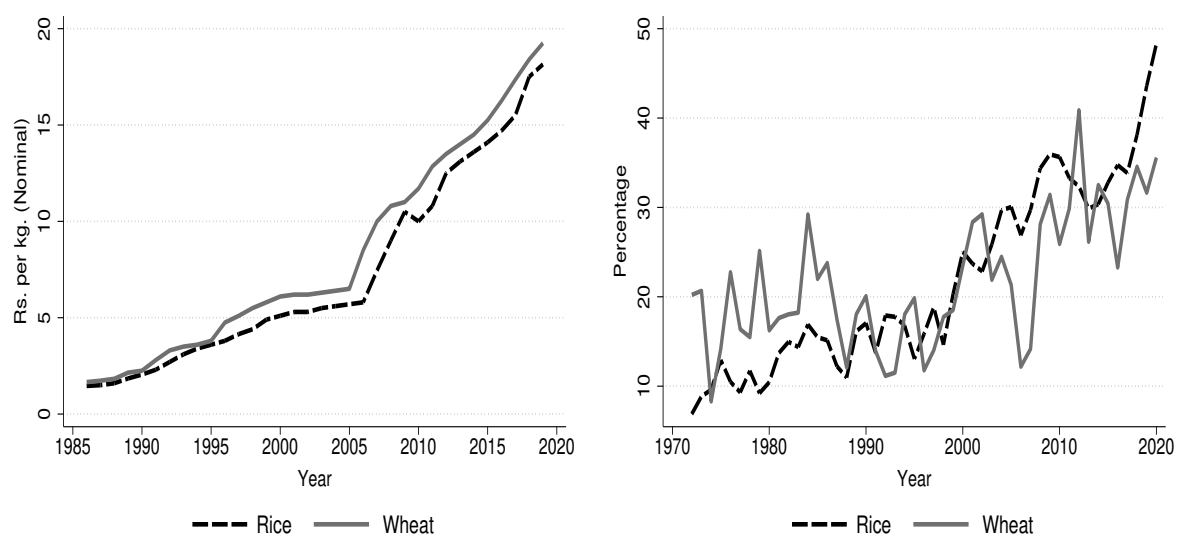 Rs. per kg. (Nominal)
20
15
10
5
0
1985 1990 1995 2000 2005 2010 2015 2020
Year
Rice Wheat
Percentage
50
40
30
20
10
1970 1980 1990 2000 2010 2020
Year
Rice Wheat